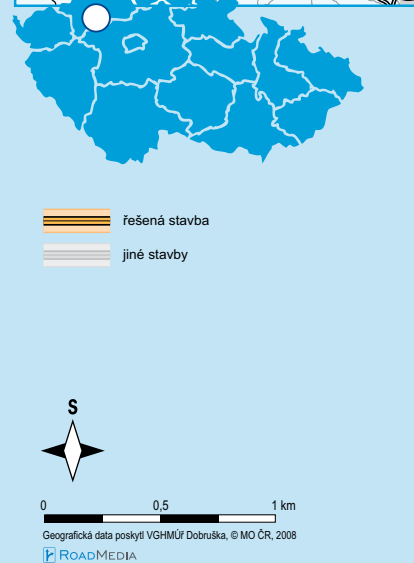 řešená stavba
jiné stavby
S
0 0,5 1 km
Geografická data poskytl VGHMÚř Dobruška, © MO ČR, 2008
ROADMEDIA